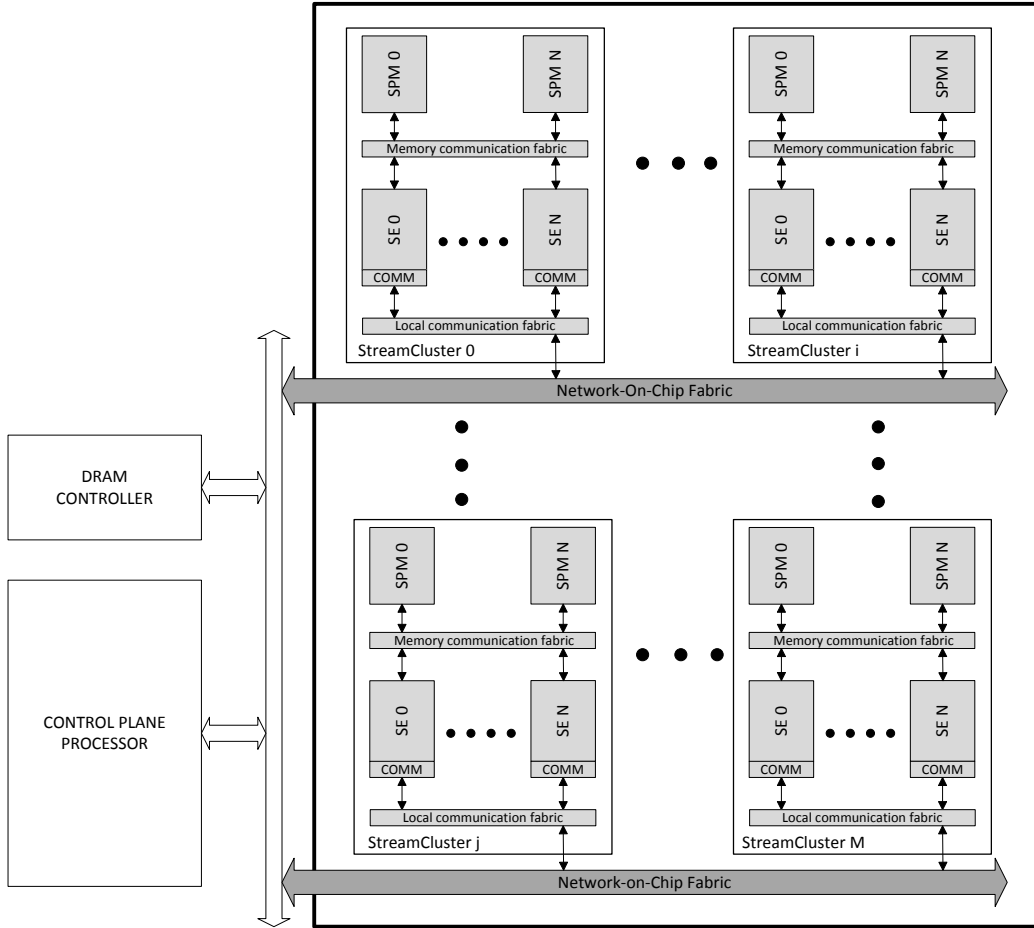 SPM 0
SPM N
SPM 0
SPM N
Memory communication fabric
Memory communication fabric
SE 0
SE N
SE 0
SE N
COMM
COMM
COMM
COMM
Local communication fabric
Local communication fabric
StreamCluster 0
StreamCluster i
Network-On-Chip Fabric
DRAM
CONTROLLER
SPM 0
SPM N
SPM 0
SPM N
Memory communication fabric
Memory communication fabric
CONTROL PLANE
PROCESSOR
SE 0
SE N
SE 0
SE N
COMM
COMM
COMM
COMM
Local communication fabric
Local communication fabric
StreamCluster j
StreamCluster M
Network-on-Chip Fabric